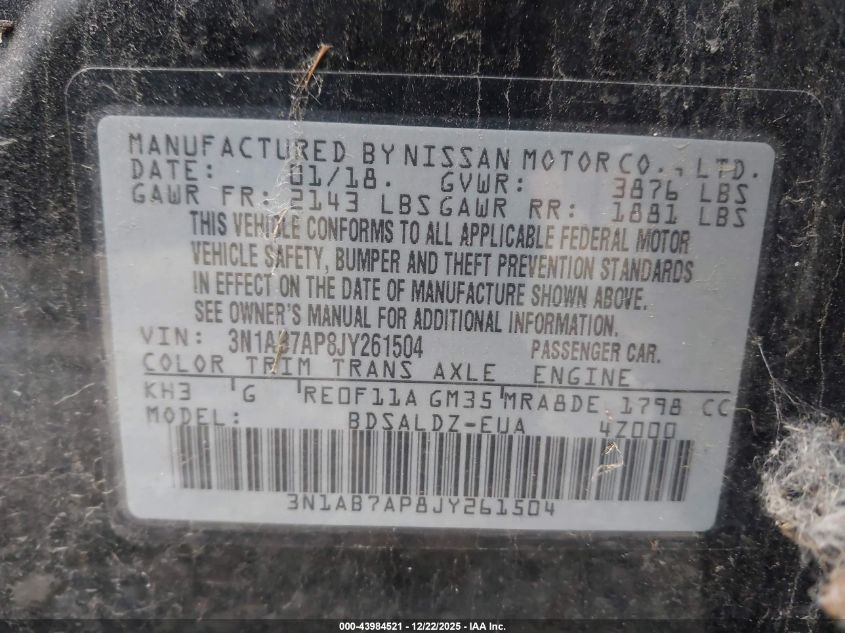 MANUFACTURED BY NISSAN MOTOR CO., LTD.
DATE: 01/18. GVWR: 3876 LBS
GAWR FR: 2143 LBS GAWR RR: 1881 LBS
THIS VEHICLE CONFORMS TO ALL APPLICABLE FEDERAL MOTOR
VEHICLE SAFETY, BUMPER AND THEFT PREVENTION STANDARDS
IN EFFECT ON THE DATE OF MANUFACTURE SHOWN ABOVE.
SEE OWNER'S MANUAL FOR ADDITIONAL INFORMATION.
VIN: 3N1AB7AP8JY261504 PASSENGER CAR.
COLOR TRIM TRANS AXLE ENGINE
KH3 G RE0F11A GM35 MRA8DE 1798 CC
MODEL: BDSALDZ-EUA 4Z000
3N1AB7AP8JY261504
000-43984521 - 12/22/2025 - IAA Inc.